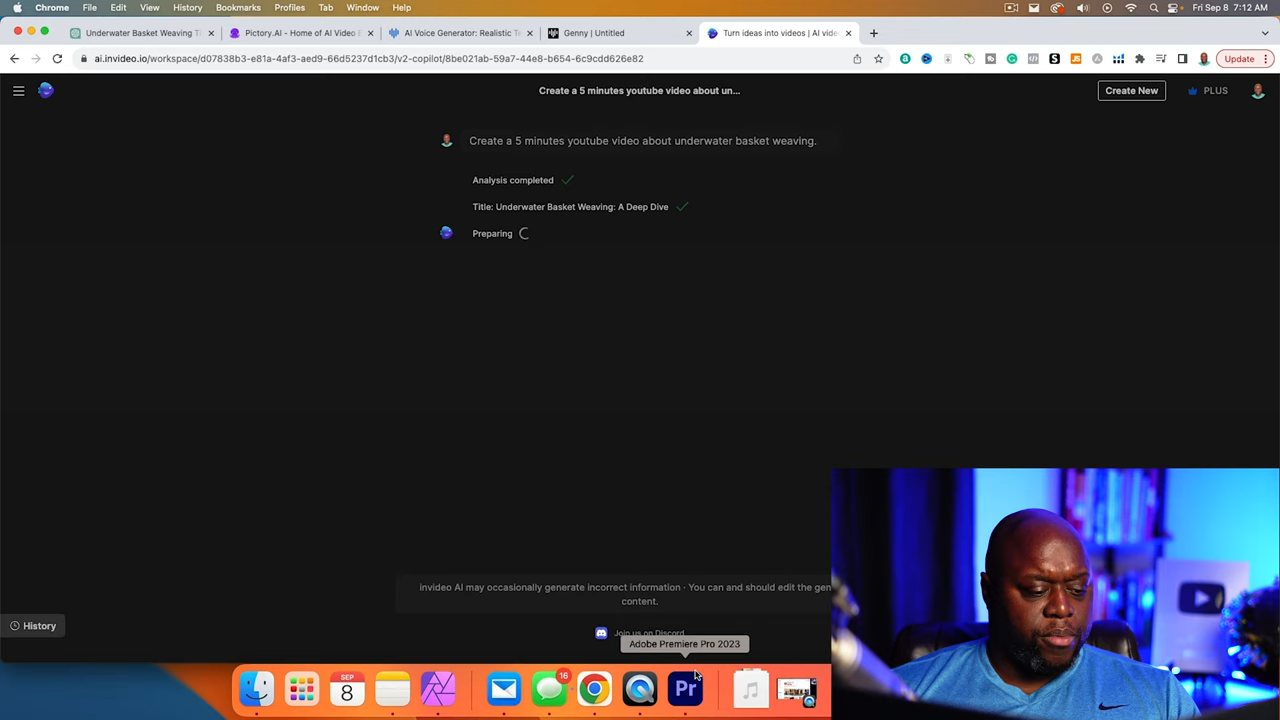 Chrome File Edit View History Bookmarks Profiles Tab Window Help
Fri Sep 8 7:12 AM
Underwater Basket Weaving
Pictory.AI - Home of AI Video
AI Voice Generator: Realistic
Genny | Untitled
Turn ideas into videos | AI vide
ai.invideo.io/workspace/d07838b3-e81a-4af3-aed9-66d5237d1cb3/v2-copilot/8be021ab-59a7-44e8-b654-6c9cdd626e82
Update
Create a 5 minutes youtube video about un...
Create New
PLUS
Create a 5 minutes youtube video about underwater basket weaving.
Analysis completed
Title: Underwater Basket Weaving: A Deep Dive
Preparing
invideo AI may occasionally generate incorrect information · You can and should edit the gen
content.
History
Join us on Discord
Adobe Premiere Pro 2023
SEP
8
16
Pr